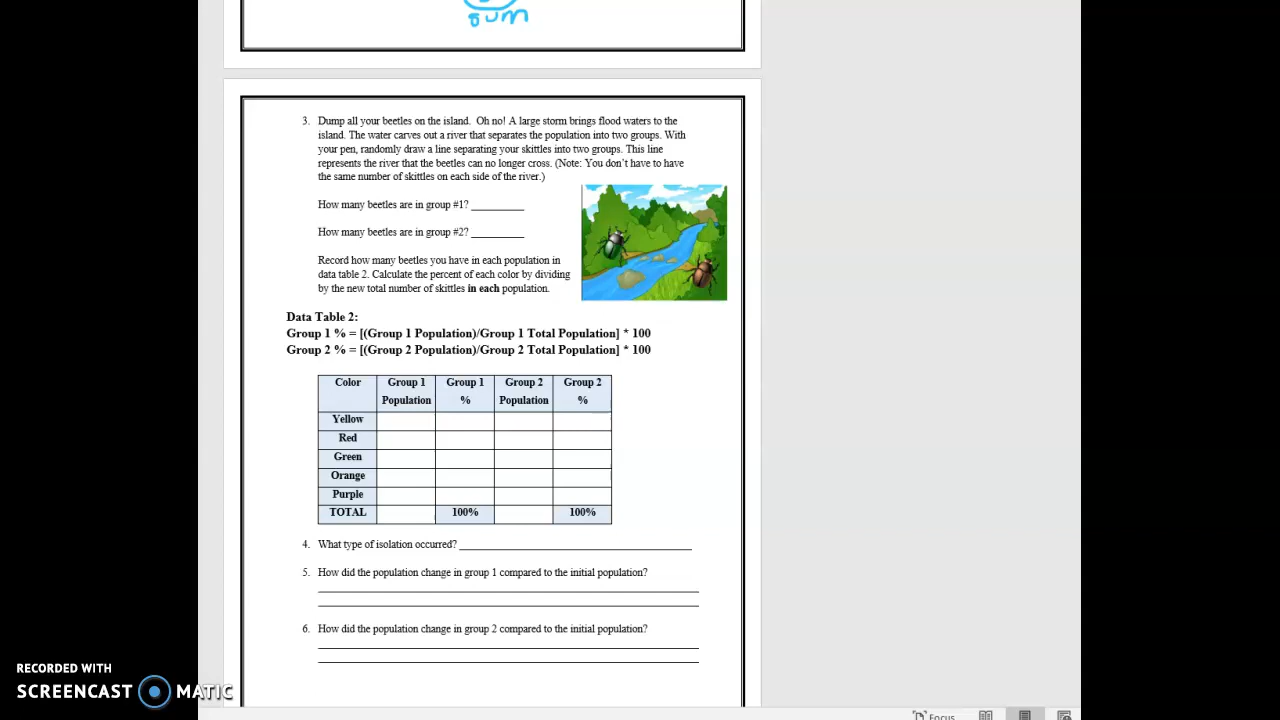 sum
3. Dump all your beetles on the island. Oh no! A large storm brings flood waters to the
island. The water carves out a river that separates the population into two groups. With
your pen, randomly draw a line separating your skittles into two groups. This line
represents the river that the beetles can no longer cross. (Note: You don't have to have
the same number of skittles on each side of the river.)
How many beetles are in group #1? __________
How many beetles are in group #2? __________
Record how many beetles you have in each population in
data table 2. Calculate the percent of each color by dividing
by the new total number of skittles in each population.
Data Table 2:
Group 1 % = [(Group 1 Population)/Group 1 Total Population] * 100
Group 2 % = [(Group 2 Population)/Group 2 Total Population] * 100
Color Group 1 Population Group 1 % Group 2 Population Group 2 %
Yellow
Red
Green
Orange
Purple
TOTAL 100% 100%
4. What type of isolation occurred? __________
5. How did the population change in group 1 compared to the initial population?
6. How did the population change in group 2 compared to the initial population?
RECORDED WITH
SCREENCAST MATIC
Focus